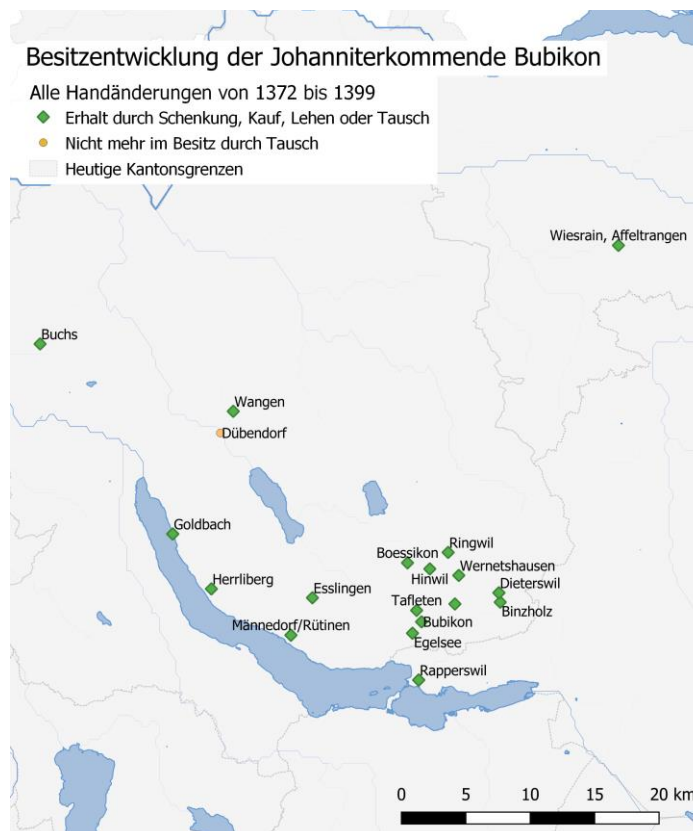 Besitzentwicklung der Johanniterkommende Bubikon
Alle Handänderungen von 1372 bis 1399
Erhalt durch Schenkung, Kauf, Lehen oder Tausch
Nicht mehr im Besitz durch Tausch
Heutige Kantonsgrenzen
Wiesrain, Affeltrangen
Buchs
Wangen
Dübendorf
Goldbach
Ringwil
Boessikon
Wernetshausen
Hinwil
Herrliberg
Esslingen
Dieterswil
Tafleten
Binzholz
Männedorf/Rütinen
Bubikon
Egelsee
Rapperswil
0 5 10 15 20 km